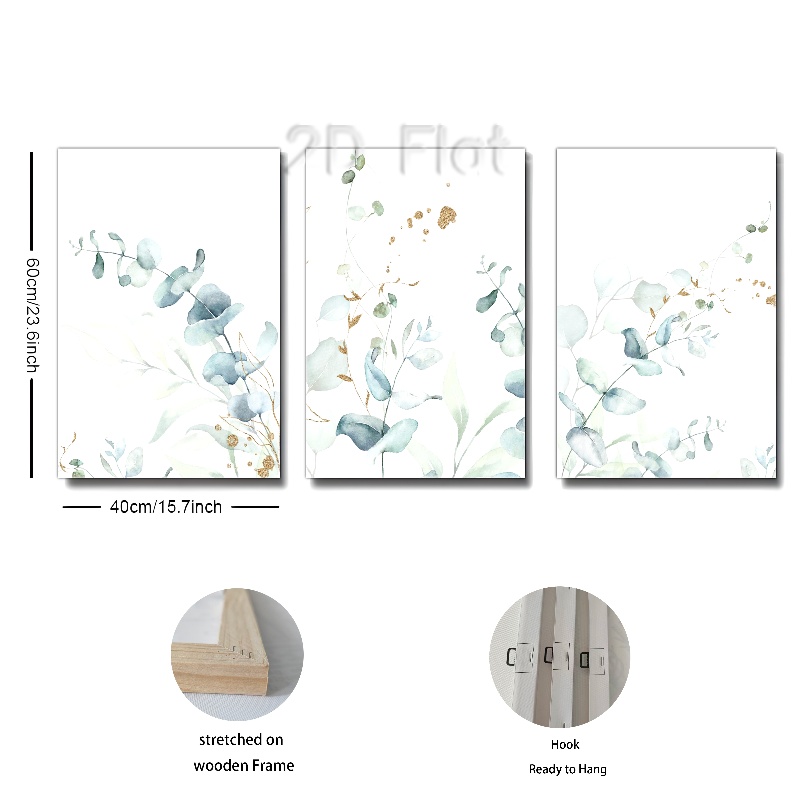 2D Flat
60cm/23.6inch
40cm/15.7inch
stretched on
wooden Frame
Hook
Ready to Hang